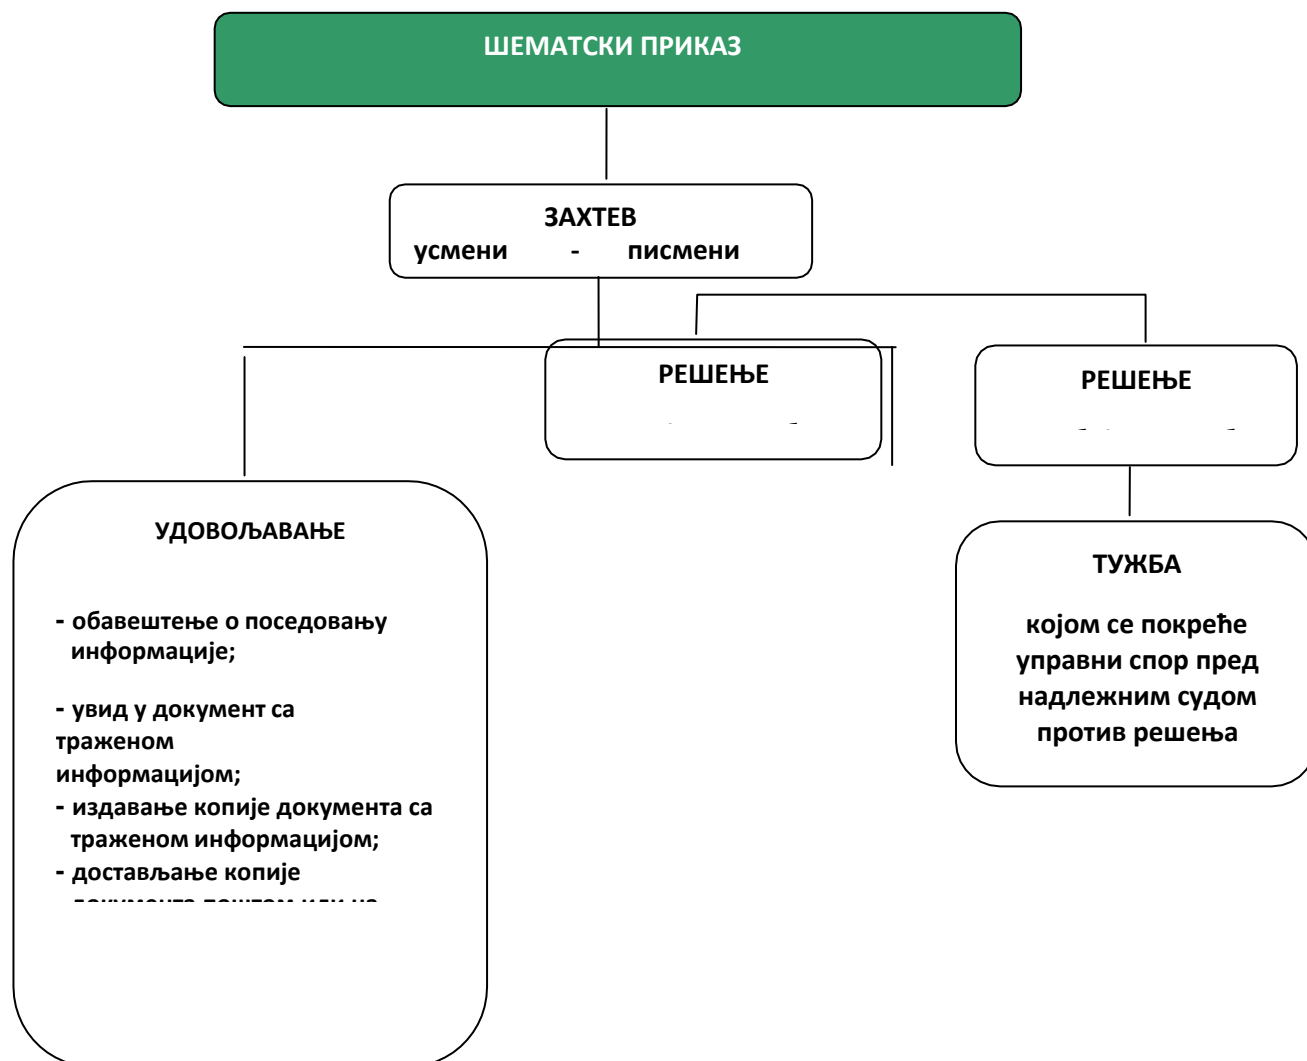 ШЕМАТСКИ ПРИКАЗ
ЗАХТЕВ
усмени - писмени
РЕШЕЊЕ
РЕШЕЊЕ
УДОВОЉАВАЊЕ
- обавештење о поседовању
информације;
- увид у документ са
траженом
информацијом;
- издавање копије документа са
траженом информацијом;
- достављање копије
ТУЖБА
којом се покреће
управни спор пред
надлежним судом
против решења